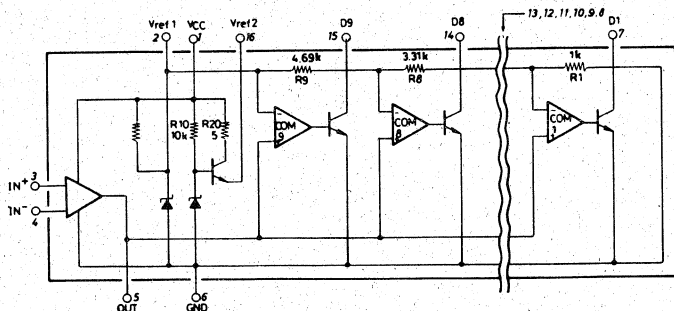 Vref 1 VCC Vref2 D9 D8 13,12,11,10,9,8 D1
2 1 16 15 14 7
4.69k 3.31k 1k
R9 R8 R1
R10 R20
10k 5
COM 9
COM 8
COM 1
IN+ 3
IN- 4
5 6
OUT GND